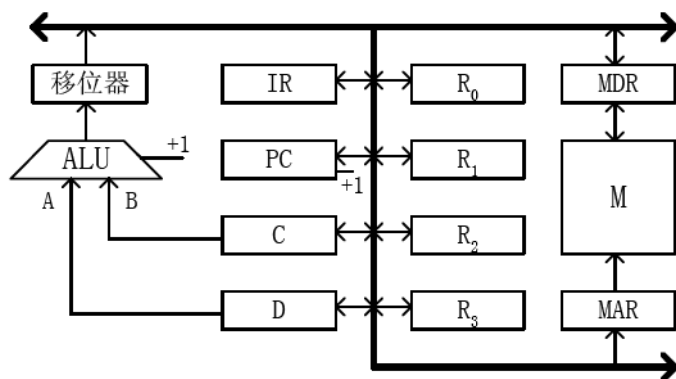 移位器 IR R₀ MDR
ALU +1 PC +1 R₁ M
A B C R₂
D R₃ MAR